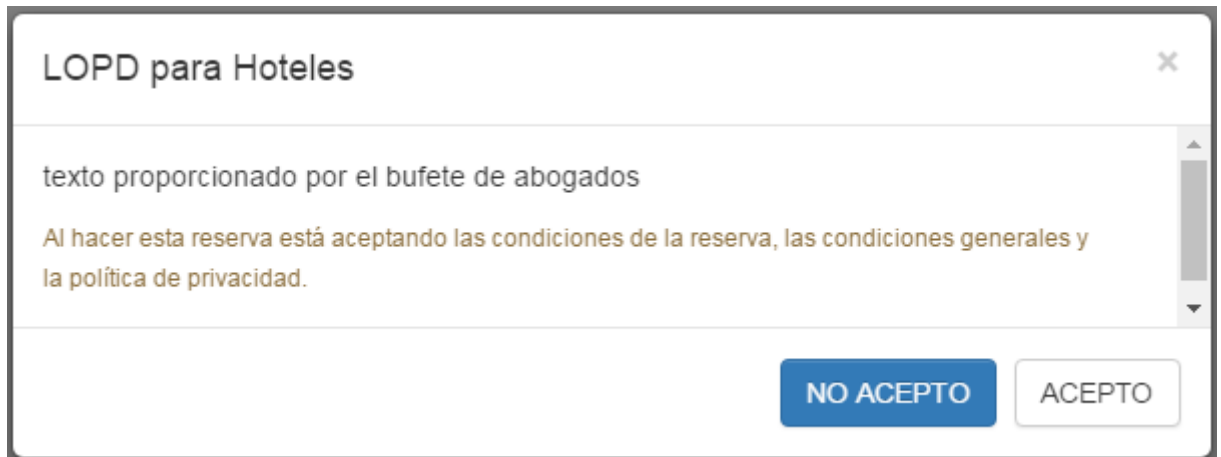 LOPD para Hoteles
texto proporcionado por el bufete de abogados
Al hacer esta reserva está aceptando las condiciones de la reserva, las condiciones generales y
la política de privacidad.
NO ACEPTO ACEPTO